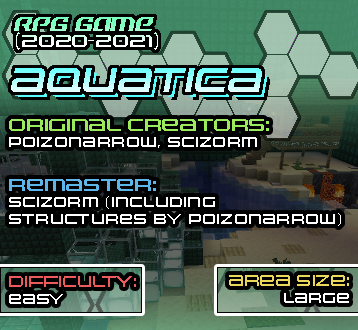 RPG GAME
(2020-2021)
AQUATICA
ORIGINAL CREATORS:
POIZONARROW, SCIZORM
REMASTER:
SCIZORM (INCLUDING
STRUCTURES BY POIZONARROW)
DIFFICULTY:
EASY
AREA SIZE:
LARGE